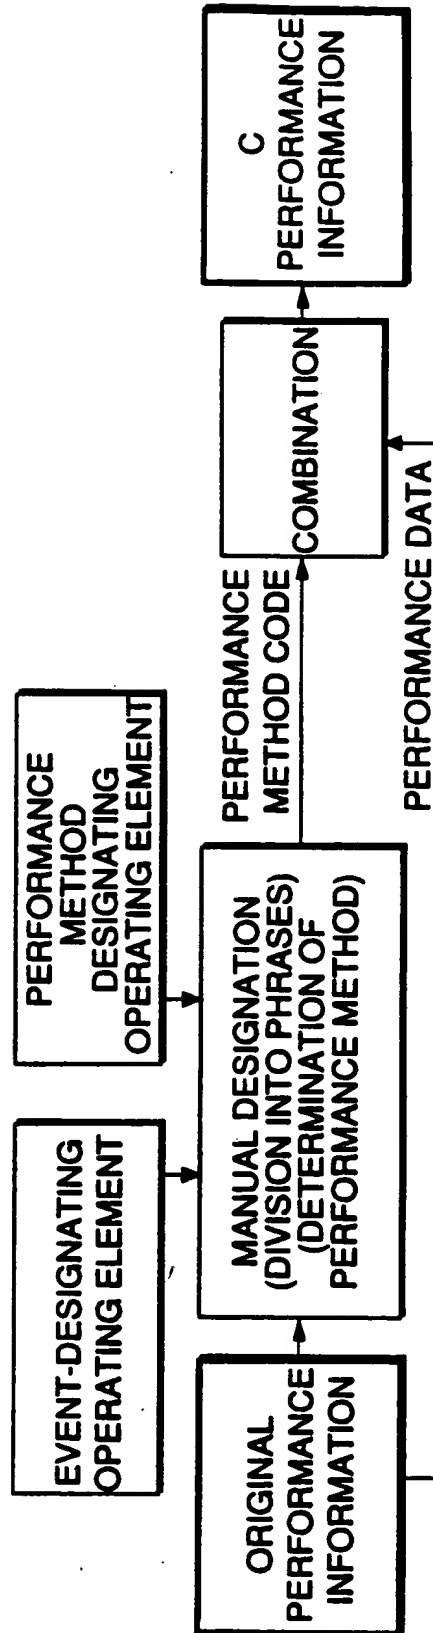 EVENT-DESIGNATING
OPERATING ELEMENT
PERFORMANCE
METHOD
DESIGNATING
OPERATING ELEMENT
ORIGINAL
PERFORMANCE
INFORMATION
MANUAL DESIGNATION
(DIVISION INTO PHRASES)
(DETERMINATION OF
PERFORMANCE METHOD)
PERFORMANCE
METHOD CODE
COMBINATION
C
PERFORMANCE
INFORMATION
PERFORMANCE DATA